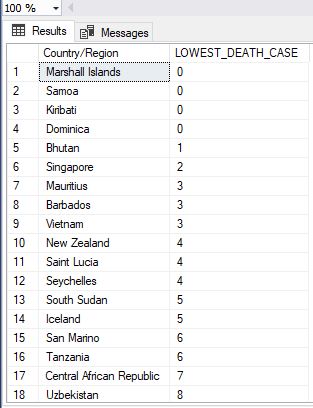 100 %
Results Messages
Country/Region LOWEST_DEATH_CASE
1 Marshall Islands 0
2 Samoa 0
3 Kiribati 0
4 Dominica 0
5 Bhutan 1
6 Singapore 2
7 Mauritius 3
8 Barbados 3
9 Vietnam 3
10 New Zealand 4
11 Saint Lucia 4
12 Seychelles 4
13 South Sudan 5
14 Iceland 5
15 San Marino 6
16 Tanzania 6
17 Central African Republic 7
18 Uzbekistan 8